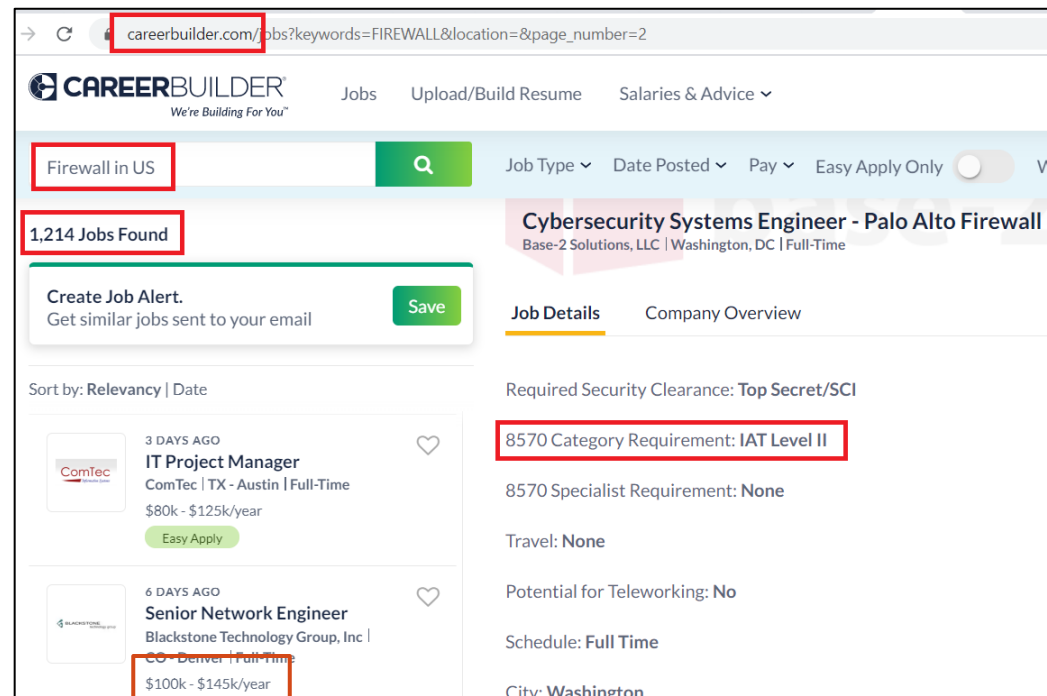 careerbuilder.com/jobs?keywords=FIREWALL&location=&page_number=2
CAREERBUILDER®
We're Building For You™
Jobs Upload/Build Resume Salaries & Advice
Firewall in US
Job Type Date Posted Pay Easy Apply Only
1,214 Jobs Found
Create Job Alert.
Get similar jobs sent to your email
Save
Sort by: Relevancy | Date
ComTec
3 DAYS AGO
IT Project Manager
ComTec | TX - Austin | Full-Time
$80k - $125k/year
Easy Apply
BLACKSTONE
6 DAYS AGO
Senior Network Engineer
Blackstone Technology Group, Inc |
CO - Denver | Full-Time
$100k - $145k/year
Cybersecurity Systems Engineer - Palo Alto Firewall
Base-2 Solutions, LLC | Washington, DC | Full-Time
Job Details Company Overview
Required Security Clearance: Top Secret/SCI
8570 Category Requirement: IAT Level II
8570 Specialist Requirement: None
Travel: None
Potential for Teleworking: No
Schedule: Full Time
City: Washington